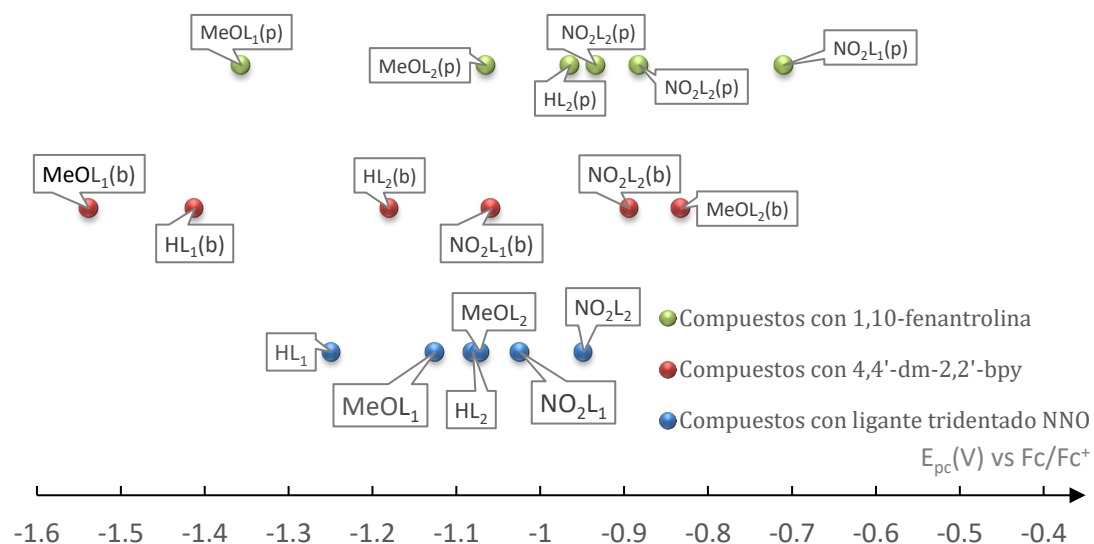 MeOL₁(p)
MeOL₂(p)
HL₂(p)
NO₂L₂(p)
NO₂L₂(p)
NO₂L₁(p)
MeOL₁(b)
HL₁(b)
HL₂(b)
NO₂L₁(b)
NO₂L₂(b)
MeOL₂(b)
HL₁
MeOL₁
HL₂
MeOL₂
NO₂L₁
NO₂L₂
Compuestos con 1,10-fenantrolina
Compuestos con 4,4'-dm-2,2'-bpy
Compuestos con ligante tridentado NNO
Epc(V) vs Fc/Fc⁺
-1.6 -1.5 -1.4 -1.3 -1.2 -1.1 -1 -0.9 -0.8 -0.7 -0.6 -0.5 -0.4